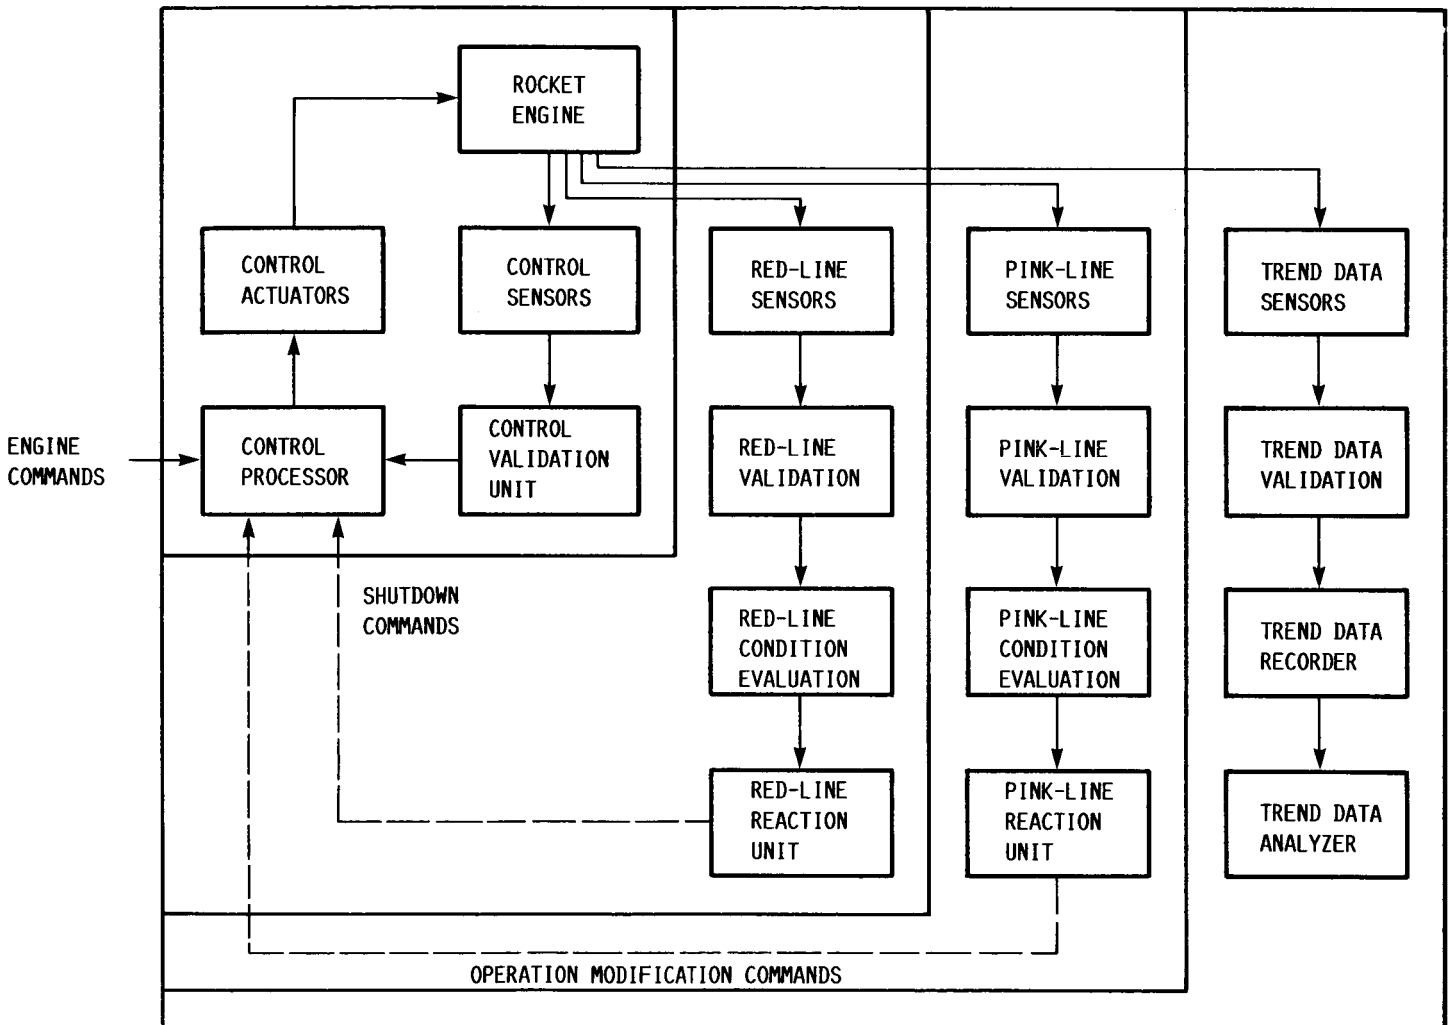 ROCKET
ENGINE
CONTROL
ACTUATORS
CONTROL
SENSORS
RED-LINE
SENSORS
PINK-LINE
SENSORS
TREND DATA
SENSORS
ENGINE
COMMANDS
CONTROL
PROCESSOR
CONTROL
VALIDATION
UNIT
RED-LINE
VALIDATION
PINK-LINE
VALIDATION
TREND DATA
VALIDATION
SHUTDOWN
COMMANDS
RED-LINE
CONDITION
EVALUATION
PINK-LINE
CONDITION
EVALUATION
TREND DATA
RECORDER
RED-LINE
REACTION
UNIT
PINK-LINE
REACTION
UNIT
TREND DATA
ANALYZER
OPERATION MODIFICATION COMMANDS